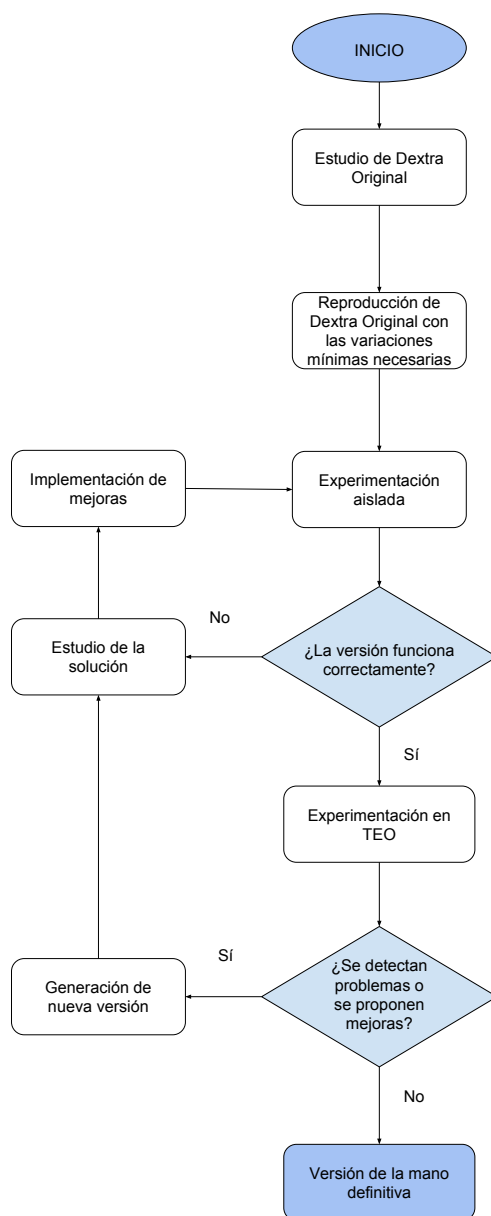 INICIO
Estudio de Dextra
Original
Reproducción de
Dextra Original con
las variaciones
mínimas necesarias
Implementación de
mejoras
Experimentación
aislada
No
Estudio de la
solución
¿La versión funciona
correctamente?
Sí
Experimentación en
TEO
Sí
Generación de
nueva versión
¿Se detectan
problemas o
se proponen
mejoras?
No
Versión de la mano
definitiva